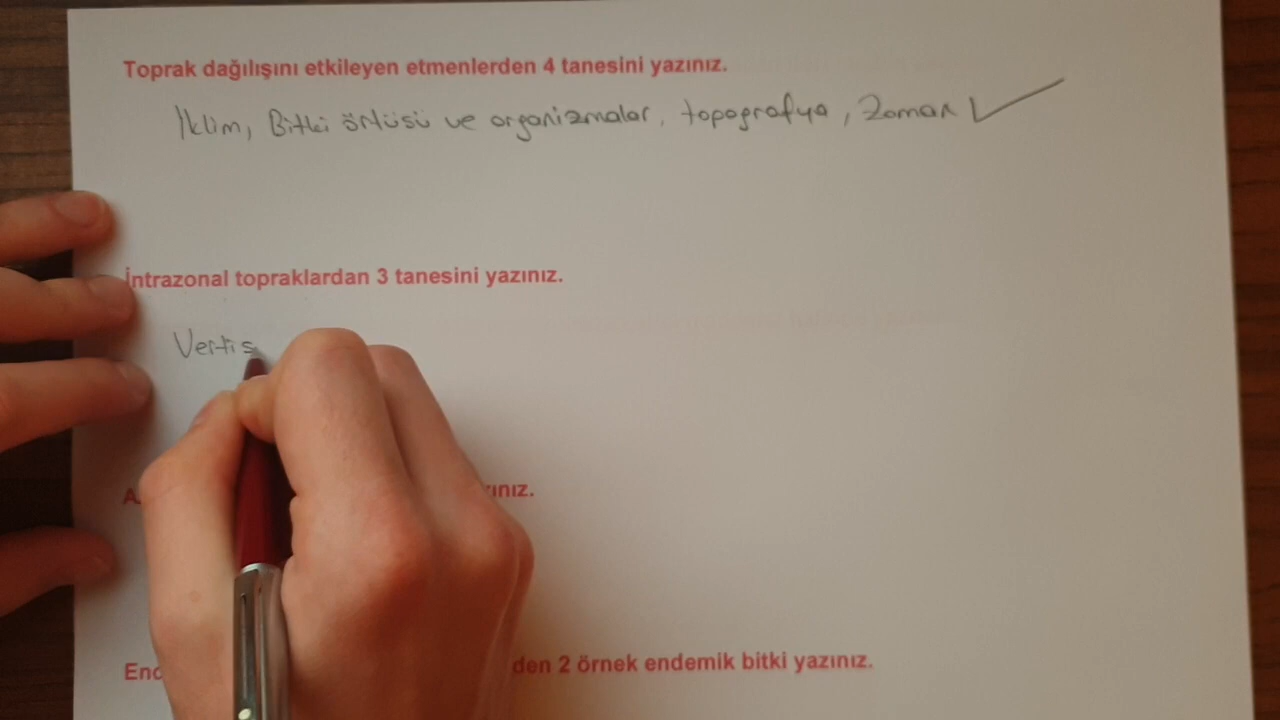 Toprak dağılışını etkileyen etmenlerden 4 tanesini yazınız.
İklim, Bitki örtüsü ve organizmalar, topografya, Zaman
İntrazonal topraklardan 3 tanesini yazınız.
Vertis
den 2 örnek endemik bitki yazınız.